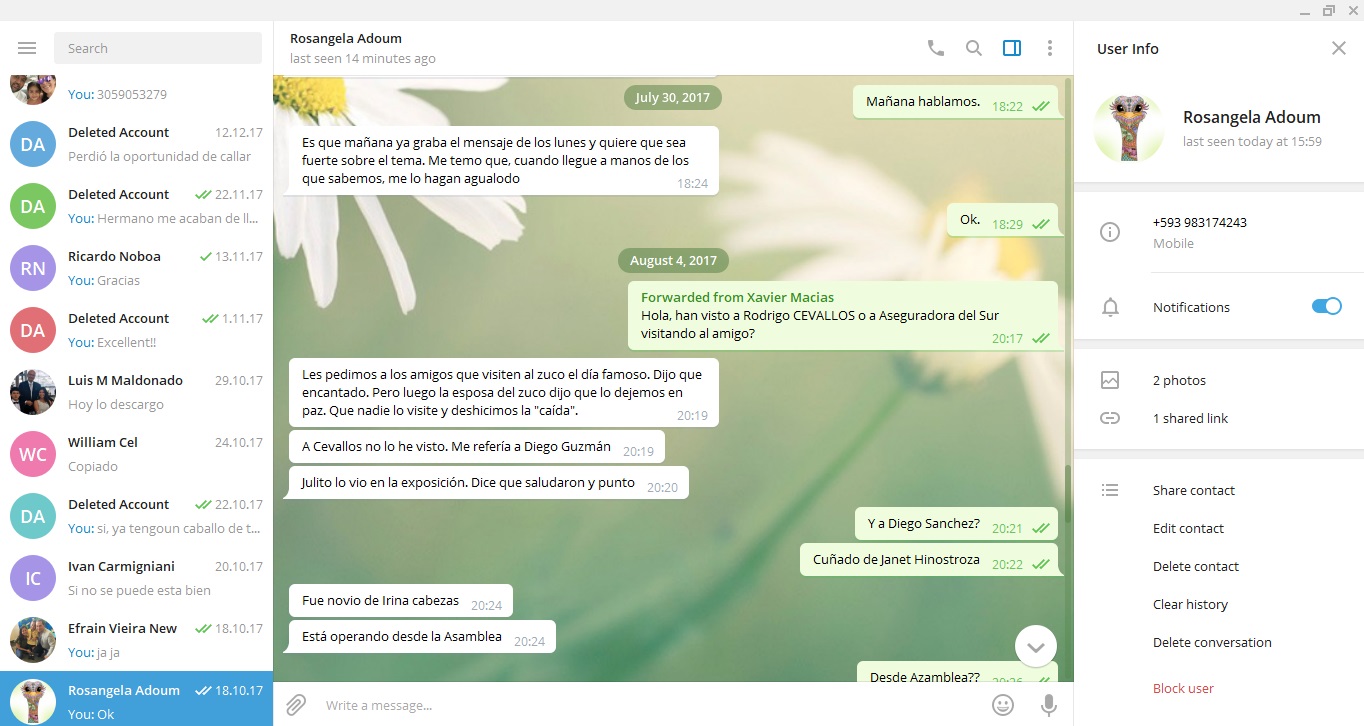 Search
You: 3059053279
DA
Deleted Account 12.12.17
Perdió la oportunidad de callar
DA
Deleted Account 22.11.17
You: Hermano me acaban de ll...
RN
Ricardo Noboa 13.11.17
You: Gracias
DA
Deleted Account 1.11.17
You: Excellent!!
Luis M Maldonado 29.10.17
Hoy lo descargo
WC
William Cel 24.10.17
Copiado
DA
Deleted Account 22.10.17
You: si, ya tengoun caballo de t...
IC
Ivan Carmigniani 20.10.17
Si no se puede esta bien
Efrain Vieira New 18.10.17
You: ja ja
Rosangela Adoum 18.10.17
You: Ok
Rosangela Adoum
last seen 14 minutes ago
July 30, 2017
Mañana hablamos. 18:22
Es que mañana ya graba el mensaje de los lunes y quiere que sea
fuerte sobre el tema. Me temo que, cuando llegue a manos de los
que sabemos, me lo hagan agualodo 18:24
Ok. 18:29
August 4, 2017
Forwarded from Xavier Macias
Hola, han visto a Rodrigo CEVALLOS o a Aseguradora del Sur
visitando al amigo? 20:17
Les pedimos a los amigos que visiten al zuco el día famoso. Dijo que
encantado. Pero luego la esposa del zuco dijo que lo dejemos en
paz. Que nadie lo visite y deshicimos la "caída". 20:19
A Cevallos no lo he visto. Me refería a Diego Guzmán 20:19
Julito lo vio en la exposición. Dice que saludaron y punto 20:20
Y a Diego Sanchez? 20:21
Cuñado de Janet Hinostroza 20:22
Fue novio de Irina cabezas 20:24
Está operando desde la Asamblea 20:24
Desde Azamblea?? 20:26
Write a message...
User Info
Rosangela Adoum
last seen today at 15:59
+593 983174243
Mobile
Notifications
2 photos
1 shared link
Share contact
Edit contact
Delete contact
Clear history
Delete conversation
Block user